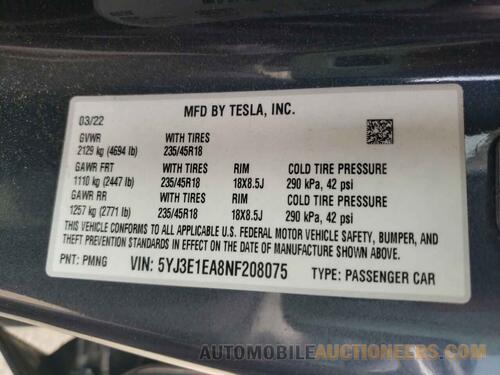 MFD BY TESLA, INC.
03/22
GVWR WITH TIRES
2129 kg (4694 lb) 235/45R18
GAWR FRT WITH TIRES RIM COLD TIRE PRESSURE
1110 kg (2447 lb) 235/45R18 18X8.5J 290 kPa, 42 psi
GAWR RR WITH TIRES RIM COLD TIRE PRESSURE
1257 kg (2771 lb) 235/45R18 18X8.5J 290 kPa, 42 psi
THIS VEHICLE CONFORMS TO ALL APPLICABLE U.S. FEDERAL MOTOR VEHICLE SAFETY, BUMPER, AND
THEFT PREVENTION STANDARDS IN EFFECT ON THE DATE OF MANUFACTURE SHOWN ABOVE.
PNT: PMNG VIN: 5YJ3E1EA8NF208075 TYPE: PASSENGER CAR
AUTOMOBILEAUCTIONEERS.COM